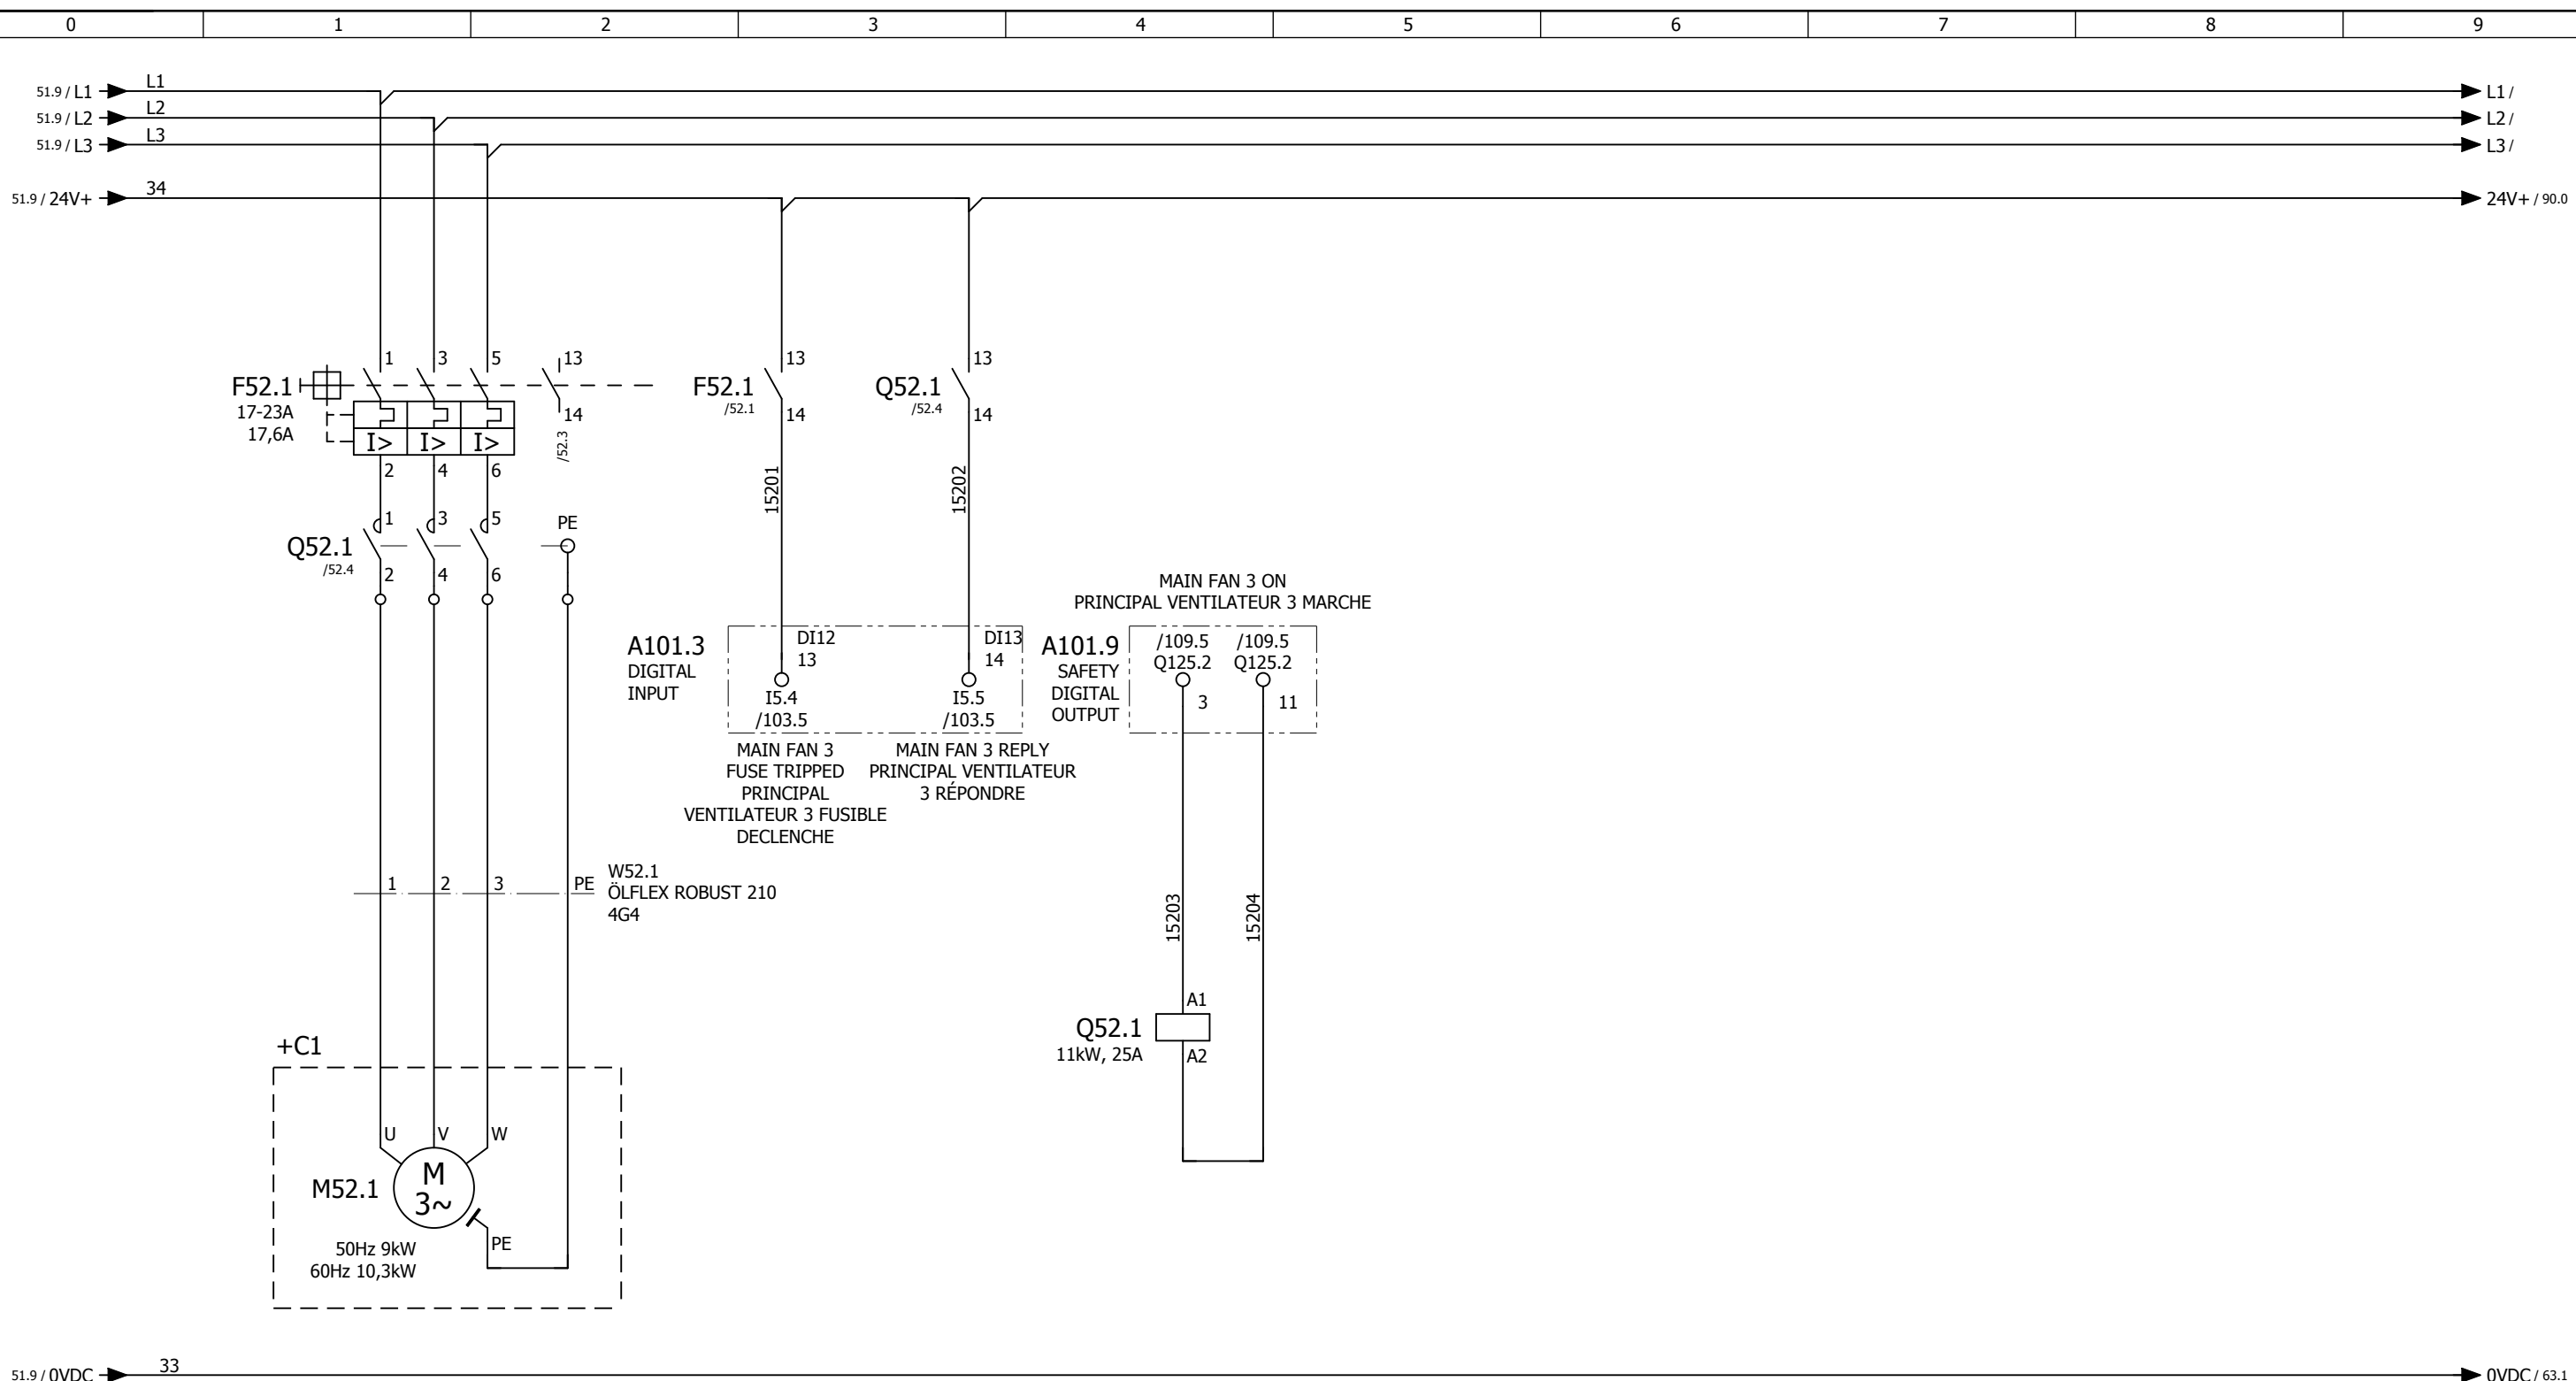 0 1 2 3 4 5 6 7 8 9
51.9 / L1 L1 L1 /
51.9 / L2 L2 L2 /
51.9 / L3 L3 L3 /
51.9 / 24V+ 34 24V+ / 90.0
1 3 5 13
F52.1
17-23A
17,6A
I> I> I>
14
/52.3
2 4 6
13
F52.1
/52.1
14
15201
13
Q52.1
/52.4
14
15202
1 3 5 PE
Q52.1
/52.4
2 4 6
A101.3
DIGITAL
INPUT
DI12
13
I5.4
/103.5
DI13
14
I5.5
/103.5
MAIN FAN 3
FUSE TRIPPED
PRINCIPAL
VENTILATEUR 3 FUSIBLE
DECLENCHE
MAIN FAN 3 REPLY
PRINCIPAL VENTILATEUR
3 RÉPONDRE
MAIN FAN 3 ON
PRINCIPAL VENTILATEUR 3 MARCHE
A101.9
SAFETY
DIGITAL
OUTPUT
/109.5 /109.5
Q125.2 Q125.2
3 11
15203 15204
1 2 3 PE
W52.1
ÖLFLEX ROBUST 210
4G4
A1
Q52.1
11kW, 25A
A2
+C1
U V W
M
3~
M52.1
PE
50Hz 9kW
60Hz 10,3kW
51.9 / 0VDC 33 0VDC / 63.1